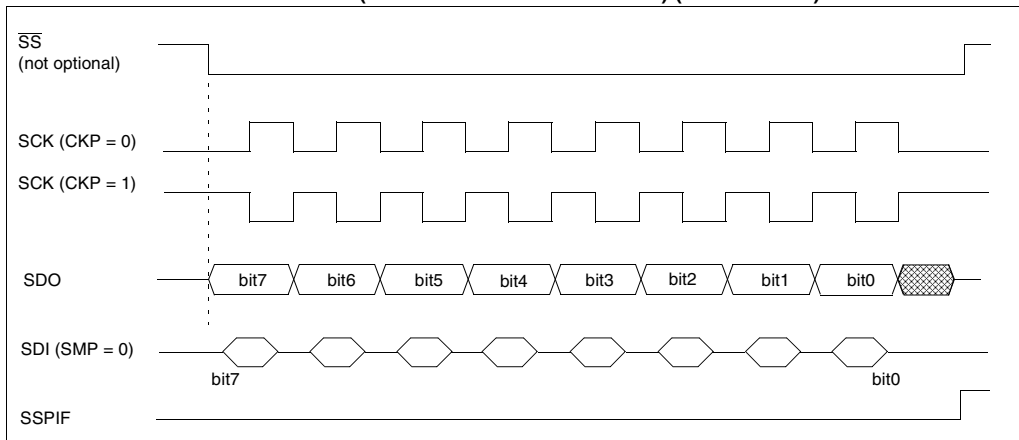 SS
(not optional)
SCK (CKP = 0)
SCK (CKP = 1)
SDO
bit7 bit6 bit5 bit4 bit3 bit2 bit1 bit0
SDI (SMP = 0)
bit7 bit0
SSPIF